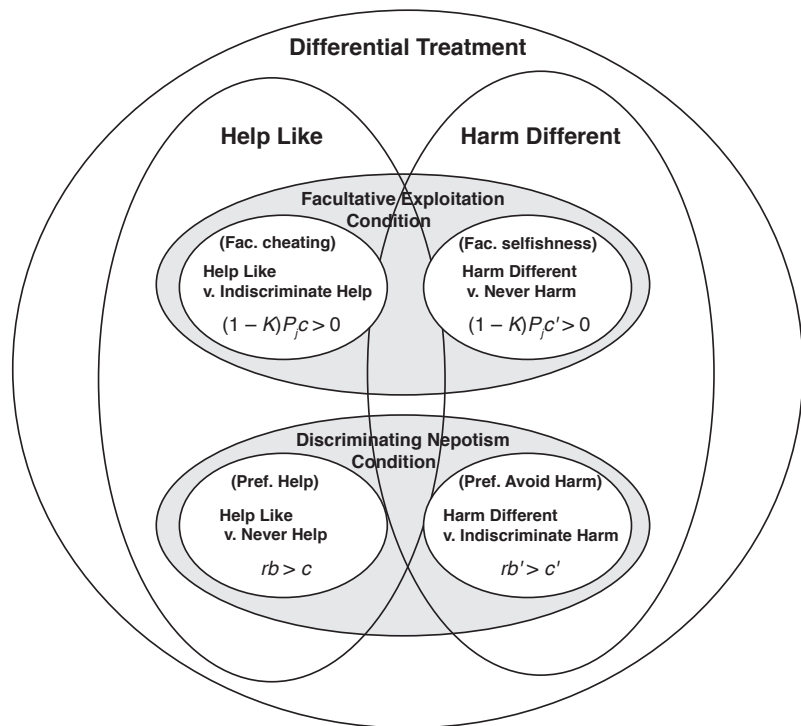 Differential Treatment
Help Like
Harm Different
Facultative Exploitation
Condition
(Fac. cheating)
Help Like
v. Indiscriminate Help
(1 – K)P_j c > 0
(Fac. selfishness)
Harm Different
v. Never Harm
(1 – K)P_j c' > 0
Discriminating Nepotism
Condition
(Pref. Help)
Help Like
v. Never Help
rb > c
(Pref. Avoid Harm)
Harm Different
v. Indiscriminate Harm
rb' > c'